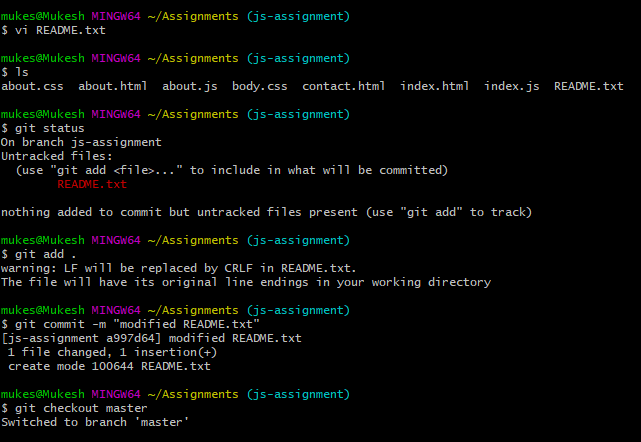 mukes@Mukesh MINGW64 ~/Assignments (js-assignment)
$ vi README.txt
mukes@Mukesh MINGW64 ~/Assignments (js-assignment)
$ ls
about.css  about.html  about.js  body.css  contact.html  index.html  index.js  README.txt
mukes@Mukesh MINGW64 ~/Assignments (js-assignment)
$ git status
On branch js-assignment
Untracked files:
  (use "git add <file>..." to include in what will be committed)
        README.txt
nothing added to commit but untracked files present (use "git add" to track)
mukes@Mukesh MINGW64 ~/Assignments (js-assignment)
$ git add .
warning: LF will be replaced by CRLF in README.txt.
The file will have its original line endings in your working directory
mukes@Mukesh MINGW64 ~/Assignments (js-assignment)
$ git commit -m "modified README.txt"
[js-assignment a997d64] modified README.txt
 1 file changed, 1 insertion(+)
 create mode 100644 README.txt
mukes@Mukesh MINGW64 ~/Assignments (js-assignment)
$ git checkout master
Switched to branch 'master'